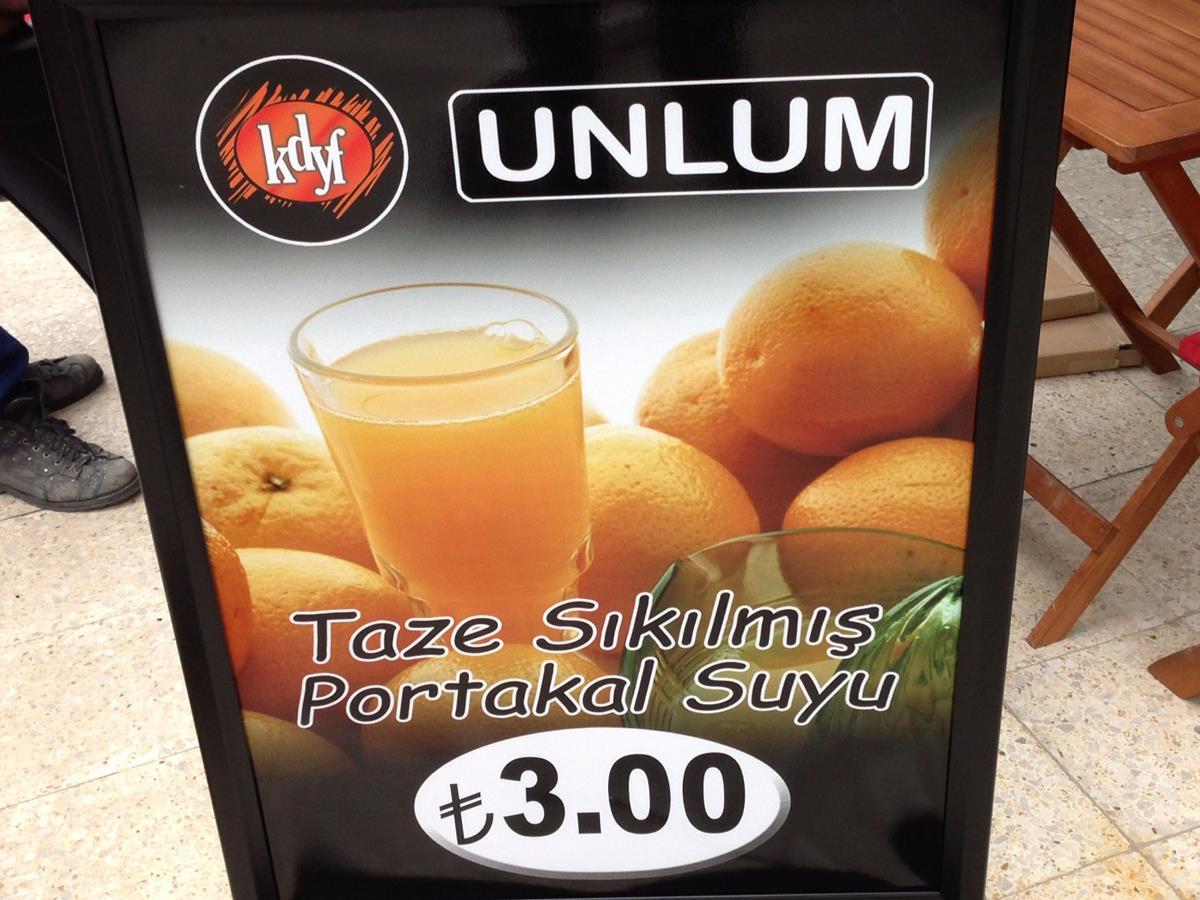 kdyf
UNLUM
Taze Sıkılmış
Portakal Suyu
₺3.00